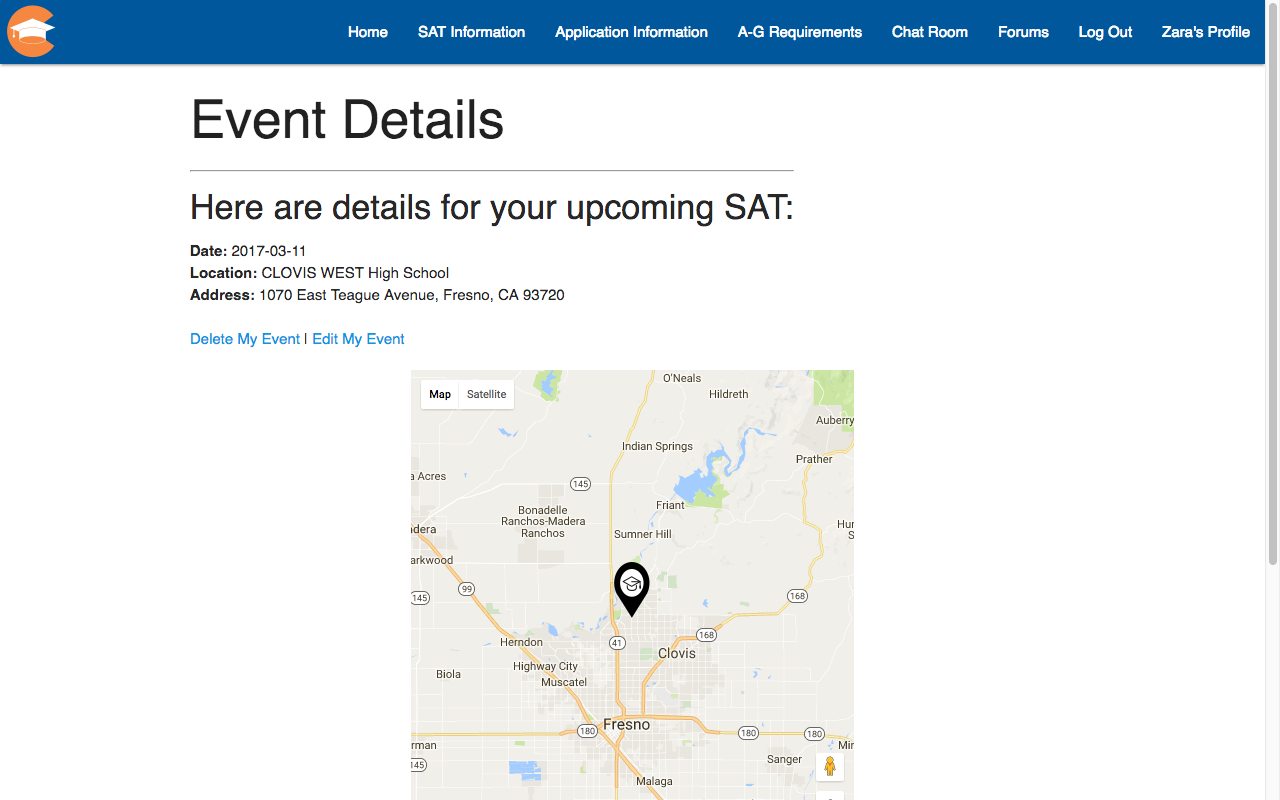 Home SAT Information Application Information A-G Requirements Chat Room Forums Log Out Zara's Profile
Event Details
Here are details for your upcoming SAT:
Date: 2017-03-11
Location: CLOVIS WEST High School
Address: 1070 East Teague Avenue, Fresno, CA 93720
Delete My Event | Edit My Event
Map Satellite
O'Neals
Hildreth
Auberry
Indian Springs
Prather
a Acres
145
Friant
Bonadelle
Ranchos-Madera
Ranchos
Sumner Hill
Hur
S
dera
arkwood
99
145
168
41
168
Herndon
Clovis
Highway City
Biola
Muscatel
Fresno
180
180
180
rman
Mir
Sanger
145
Malaga